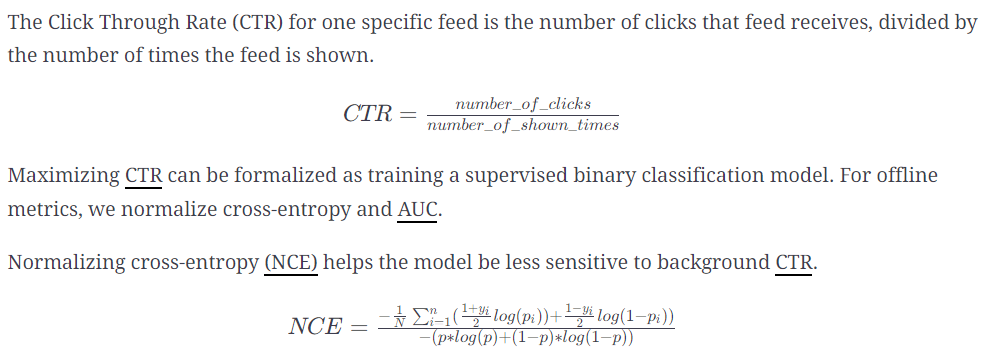 The Click Through Rate (CTR) for one specific feed is the number of clicks that feed receives, divided by
the number of times the feed is shown.
CTR = \frac{number\_of\_clicks}{number\_of\_shown\_times}
Maximizing CTR can be formalized as training a supervised binary classification model. For offline
metrics, we normalize cross-entropy and AUC.
Normalizing cross-entropy (NCE) helps the model be less sensitive to background CTR.
NCE = \frac{-\frac{1}{N} \sum_{i=1}^{n} (\frac{1+y_i}{2} log(p_i)) + \frac{1-y_i}{2} log(1-p_i))}{-(p*log(p)+(1-p)*log(1-p))}